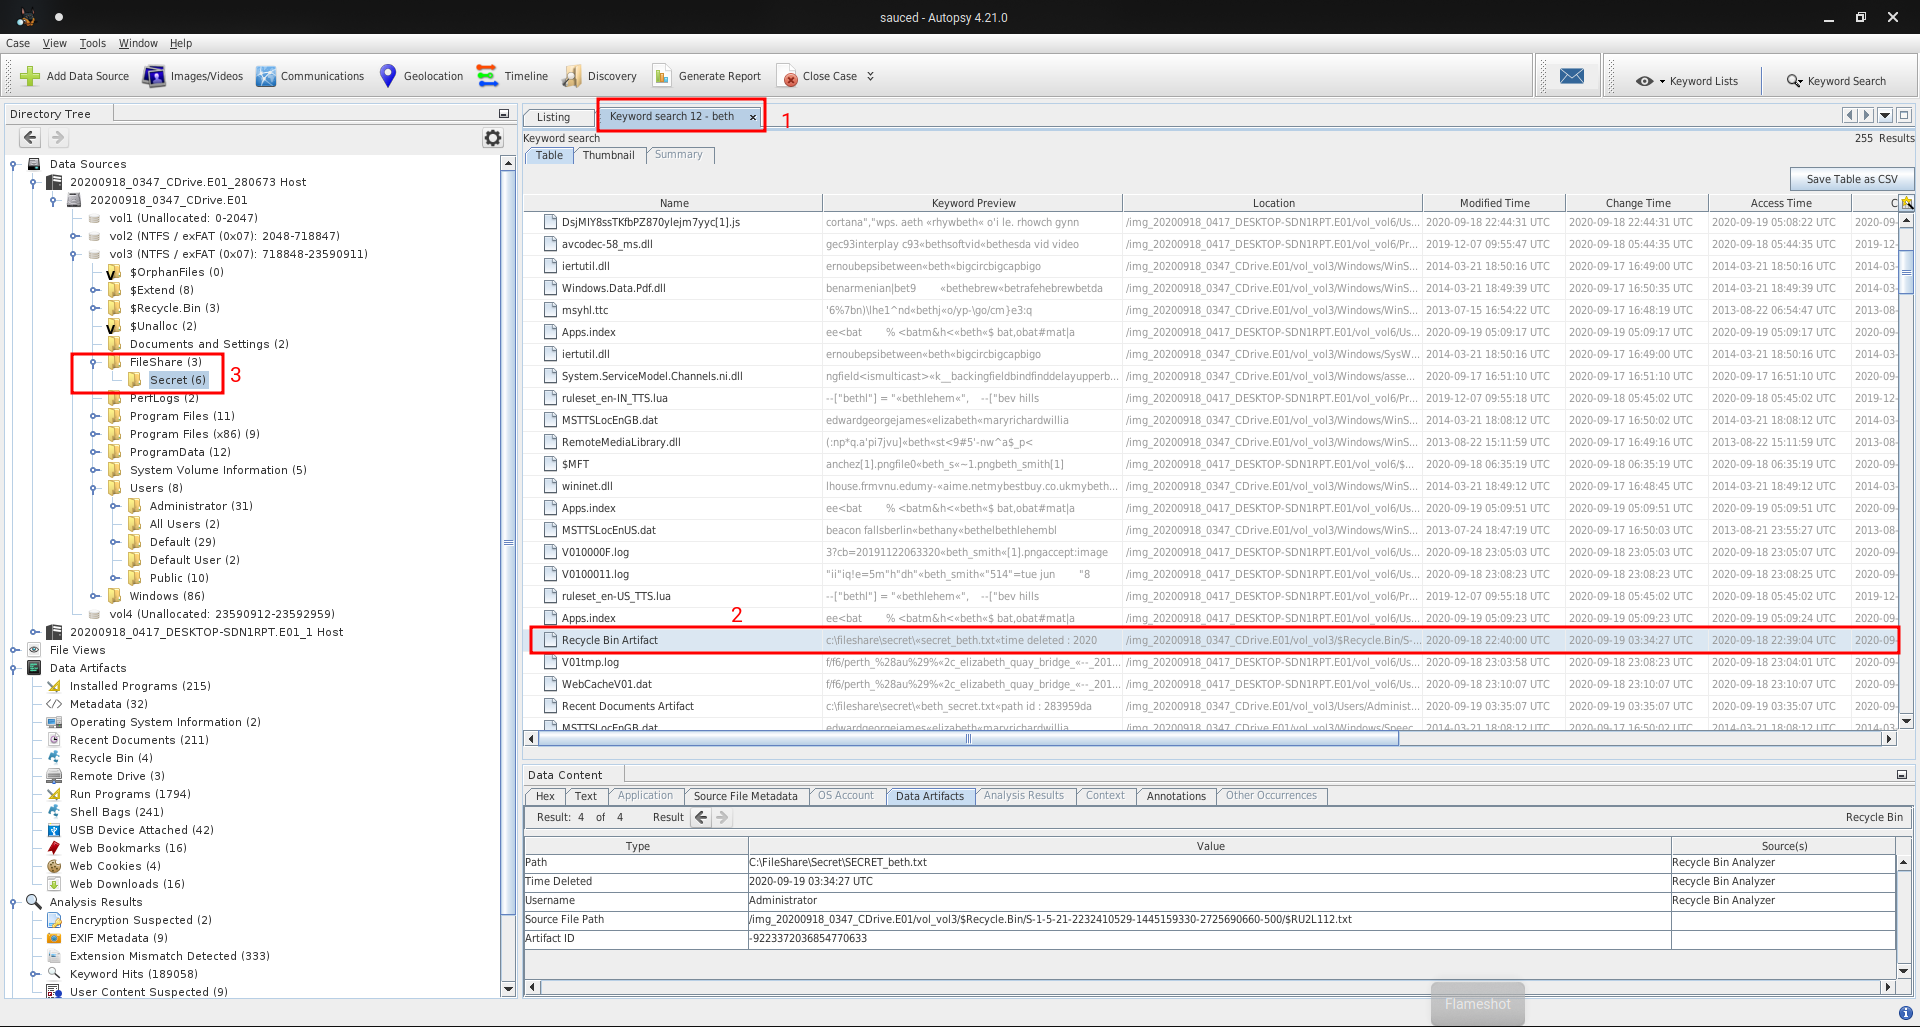 sauced - Autopsy 4.21.0
Case View Tools Window Help
Add Data Source Images/Videos Communications Geolocation Timeline Discovery Generate Report Close Case Keyword Lists Keyword Search
Directory Tree
Data Sources
20200918_0347_CDrive.E01_280673 Host
20200918_0347_CDrive.E01
vol1 (Unallocated: 0-2047)
vol2 (NTFS / exFAT (0x07): 2048-718847)
vol3 (NTFS / exFAT (0x07): 718848-23590911)
$OrphanFiles (0)
$Extend (8)
$Recycle.Bin (3)
$Unalloc (2)
Documents and Settings (2)
FileShare (3)
Secret (6)
3
PerfLogs (2)
Program Files (11)
Program Files (x86) (9)
ProgramData (12)
System Volume Information (5)
Users (8)
Administrator (31)
All Users (2)
Default (29)
Default User (2)
Public (10)
Windows (86)
vol4 (Unallocated: 23590912-23592959)
20200918_0417_DESKTOP-SDN1RPT.E01_1 Host
File Views
Data Artifacts
Installed Programs (215)
Metadata (32)
Operating System Information (2)
Recent Documents (211)
Recycle Bin (4)
Remote Drive (3)
Run Programs (1794)
Shell Bags (241)
USB Device Attached (42)
Web Bookmarks (16)
Web Cookies (4)
Web Downloads (16)
Analysis Results
Encryption Suspected (2)
EXIF Metadata (9)
Extension Mismatch Detected (333)
Keyword Hits (189058)
User Content Suspected (9)
Listing Keyword search 12 - beth × 1
Keyword search 255 Results
Table Thumbnail Summary
Save Table as CSV
Name Keyword Preview Location Modified Time Change Time Access Time C
DsjMIY8ssTKfbPZ870ylejm7yyc[1].js cortana","wps. aeth «rhywbeth« o'i le. rhowch gynn /img_20200918_0417_DESKTOP-SDN1RPT.E01/vol_vol6/Us... 2020-09-18 22:44:31 UTC 2020-09-18 22:44:31 UTC 2020-09-19 05:08:22 UTC 2020-09-
avcodec-58_ms.dll gec93interplay c93«bethsoftvid«bethesda vid video /img_20200918_0417_DESKTOP-SDN1RPT.E01/vol_vol6/Pr... 2019-12-07 09:55:47 UTC 2020-09-18 05:44:35 UTC 2020-09-18 05:44:35 UTC 2019-12-
iertutil.dll ernoubepsibetween«beth«bigcircbigcapbigo /img_20200918_0347_CDrive.E01/vol_vol3/Windows/WinS... 2014-03-21 18:50:16 UTC 2020-09-17 16:49:00 UTC 2014-03-21 18:50:16 UTC 2014-03-
Windows.Data.Pdf.dll benarmenian|bet9 «bethebrew«betrafehebrewbetda /img_20200918_0347_CDrive.E01/vol_vol3/Windows/WinS... 2014-03-21 18:49:39 UTC 2020-09-17 16:50:35 UTC 2014-03-21 18:49:39 UTC 2014-03-
msyhl.ttc '6%7bn)\lhe1^nd«bethj«o/yp-\go/cm}e3:q /img_20200918_0347_CDrive.E01/vol_vol3/Windows/WinS... 2013-07-15 16:54:22 UTC 2020-09-17 16:48:19 UTC 2013-08-22 06:54:47 UTC 2013-08-
Apps.index ee<bat % <batm&h<«beth«$ bat,obat#mat|a /img_20200918_0417_DESKTOP-SDN1RPT.E01/vol_vol6/Us... 2020-09-19 05:09:17 UTC 2020-09-19 05:09:17 UTC 2020-09-19 05:09:17 UTC 2020-09-
iertutil.dll ernoubepsibetween«beth«bigcircbigcapbigo /img_20200918_0347_CDrive.E01/vol_vol3/Windows/SysW... 2014-03-21 18:50:16 UTC 2020-09-17 16:49:00 UTC 2014-03-21 18:50:16 UTC 2014-03-
System.ServiceModel.Channels.ni.dll ngfield<ismulticast>«k__backingfieldbindfinddelayupperb... /img_20200918_0347_CDrive.E01/vol_vol3/Windows/asse... 2020-09-17 16:51:10 UTC 2020-09-17 16:51:10 UTC 2020-09-17 16:51:10 UTC 2020-09-
ruleset_en-IN_TTS.lua --["bethl"] = "«bethlehem«", --["bev hills /img_20200918_0417_DESKTOP-SDN1RPT.E01/vol_vol6/Pr... 2019-12-07 09:55:18 UTC 2020-09-18 05:45:02 UTC 2020-09-18 05:45:02 UTC 2019-12-
MSTTSLocEnGB.dat edwardgeorgejames«elizabeth«maryrichardwillia /img_20200918_0347_CDrive.E01/vol_vol3/Windows/WinS... 2014-03-21 18:08:12 UTC 2020-09-17 16:50:02 UTC 2014-03-21 18:08:12 UTC 2014-03-
RemoteMediaLibrary.dll (:np*q.a'pi7jvu]«beth«st<9#5'-nw^a$_p< /img_20200918_0347_CDrive.E01/vol_vol3/Windows/WinS... 2013-08-22 15:11:59 UTC 2020-09-17 16:49:16 UTC 2013-08-22 15:11:59 UTC 2013-08-
$MFT anchez[1].pngfile0«beth_s«~1.pngbeth_smith[1] /img_20200918_0417_DESKTOP-SDN1RPT.E01/vol_vol6/$... 2020-09-18 06:35:19 UTC 2020-09-18 06:35:19 UTC 2020-09-18 06:35:19 UTC 2020-09-
wininet.dll lhouse.frmvnu.edumy-«aime.netmybestbuy.co.ukmybeth... /img_20200918_0347_CDrive.E01/vol_vol3/Windows/WinS... 2014-03-21 18:49:12 UTC 2020-09-17 16:48:45 UTC 2014-03-21 18:49:12 UTC 2014-03-
Apps.index ee<bat % <batm&h<«beth«$ bat,obat#mat|a /img_20200918_0417_DESKTOP-SDN1RPT.E01/vol_vol6/Us... 2020-09-19 05:09:51 UTC 2020-09-19 05:09:51 UTC 2020-09-19 05:09:51 UTC 2020-09-
MSTTSLocEnUS.dat beacon fallsberlin«bethany«bethelbethlehembl /img_20200918_0347_CDrive.E01/vol_vol3/Windows/WinS... 2013-07-24 18:47:19 UTC 2020-09-17 16:50:03 UTC 2013-08-21 23:55:27 UTC 2013-08-
V010000F.log 3?cb=20191122063320«beth_smith«[1].pngaccept:image /img_20200918_0417_DESKTOP-SDN1RPT.E01/vol_vol6/Us... 2020-09-18 23:05:03 UTC 2020-09-18 23:05:03 UTC 2020-09-18 23:05:03 UTC 2020-09-
V0100011.log "ii"iq!e=5m"h"dh"«beth_smith«"514"=tue jun "8 /img_20200918_0417_DESKTOP-SDN1RPT.E01/vol_vol6/Us... 2020-09-18 23:08:23 UTC 2020-09-18 23:08:25 UTC 2020-09-18 23:08:25 UTC 2020-09-
ruleset_en-US_TTS.lua --["bethl"] = "«bethlehem«", --["bev hills /img_20200918_0417_DESKTOP-SDN1RPT.E01/vol_vol6/Pr... 2019-12-07 09:55:18 UTC 2020-09-18 05:45:02 UTC 2020-09-18 05:45:02 UTC 2019-12-
2
Apps.index ee<bat % <batm&h<«beth«$ bat,obat#mat|a /img_20200918_0417_DESKTOP-SDN1RPT.E01/vol_vol6/Us... 2020-09-19 05:09:23 UTC 2020-09-19 05:09:23 UTC 2020-09-19 05:09:23 UTC 2020-09-
Recycle Bin Artifact c:\fileshare\secret\«secret_beth.txt«time deleted : 2020 /img_20200918_0347_CDrive.E01/vol_vol3/$Recycle.Bin/S-... 2020-09-18 22:40:00 UTC 2020-09-19 03:34:27 UTC 2020-09-18 22:39:04 UTC 2020-09-
V01tmp.log f/f6/perth_%28au%29%«2c_elizabeth_quay_bridge_«--_201... /img_20200918_0417_DESKTOP-SDN1RPT.E01/vol_vol6/Us... 2020-09-18 23:03:58 UTC 2020-09-18 23:08:23 UTC 2020-09-18 23:04:01 UTC 2020-09-
WebCacheV01.dat f/f6/perth_%28au%29%«2c_elizabeth_quay_bridge_«--_201... /img_20200918_0417_DESKTOP-SDN1RPT.E01/vol_vol6/Us... 2020-09-18 23:10:07 UTC 2020-09-18 23:10:07 UTC 2020-09-18 23:10:07 UTC 2020-09-
Recent Documents Artifact c:\fileshare\secret\«beth_secret.txt«path id : 283959da /img_20200918_0347_CDrive.E01/vol_vol3/Users/Administ... 2020-09-19 03:35:07 UTC 2020-09-19 03:35:07 UTC 2020-09-19 03:35:07 UTC 2020-09-
MSTTSLocEnGB.dat edwardgeorgejames«elizabeth«maryrichardwillia /img_20200918_0347_CDrive.E01/vol_vol3/Windows/Speec... 2014-03-21 18:08:12 UTC 2020-09-17 16:50:02 UTC 2014-03-21 18:08:12 UTC 2014-03-
Data Content
Hex Text Application Source File Metadata OS Account Data Artifacts Analysis Results Context Annotations Other Occurrences
Result: 4 of 4 Result Recycle Bin
Type Value Source(s)
Path C:\FileShare\Secret\SECRET_beth.txt Recycle Bin Analyzer
Time Deleted 2020-09-19 03:34:27 UTC Recycle Bin Analyzer
Username Administrator Recycle Bin Analyzer
Source File Path /img_20200918_0347_CDrive.E01/vol_vol3/$Recycle.Bin/S-1-5-21-2232410529-1445159330-2725690660-500/$RU2L112.txt
Artifact ID -9223372036854770633
Flameshot